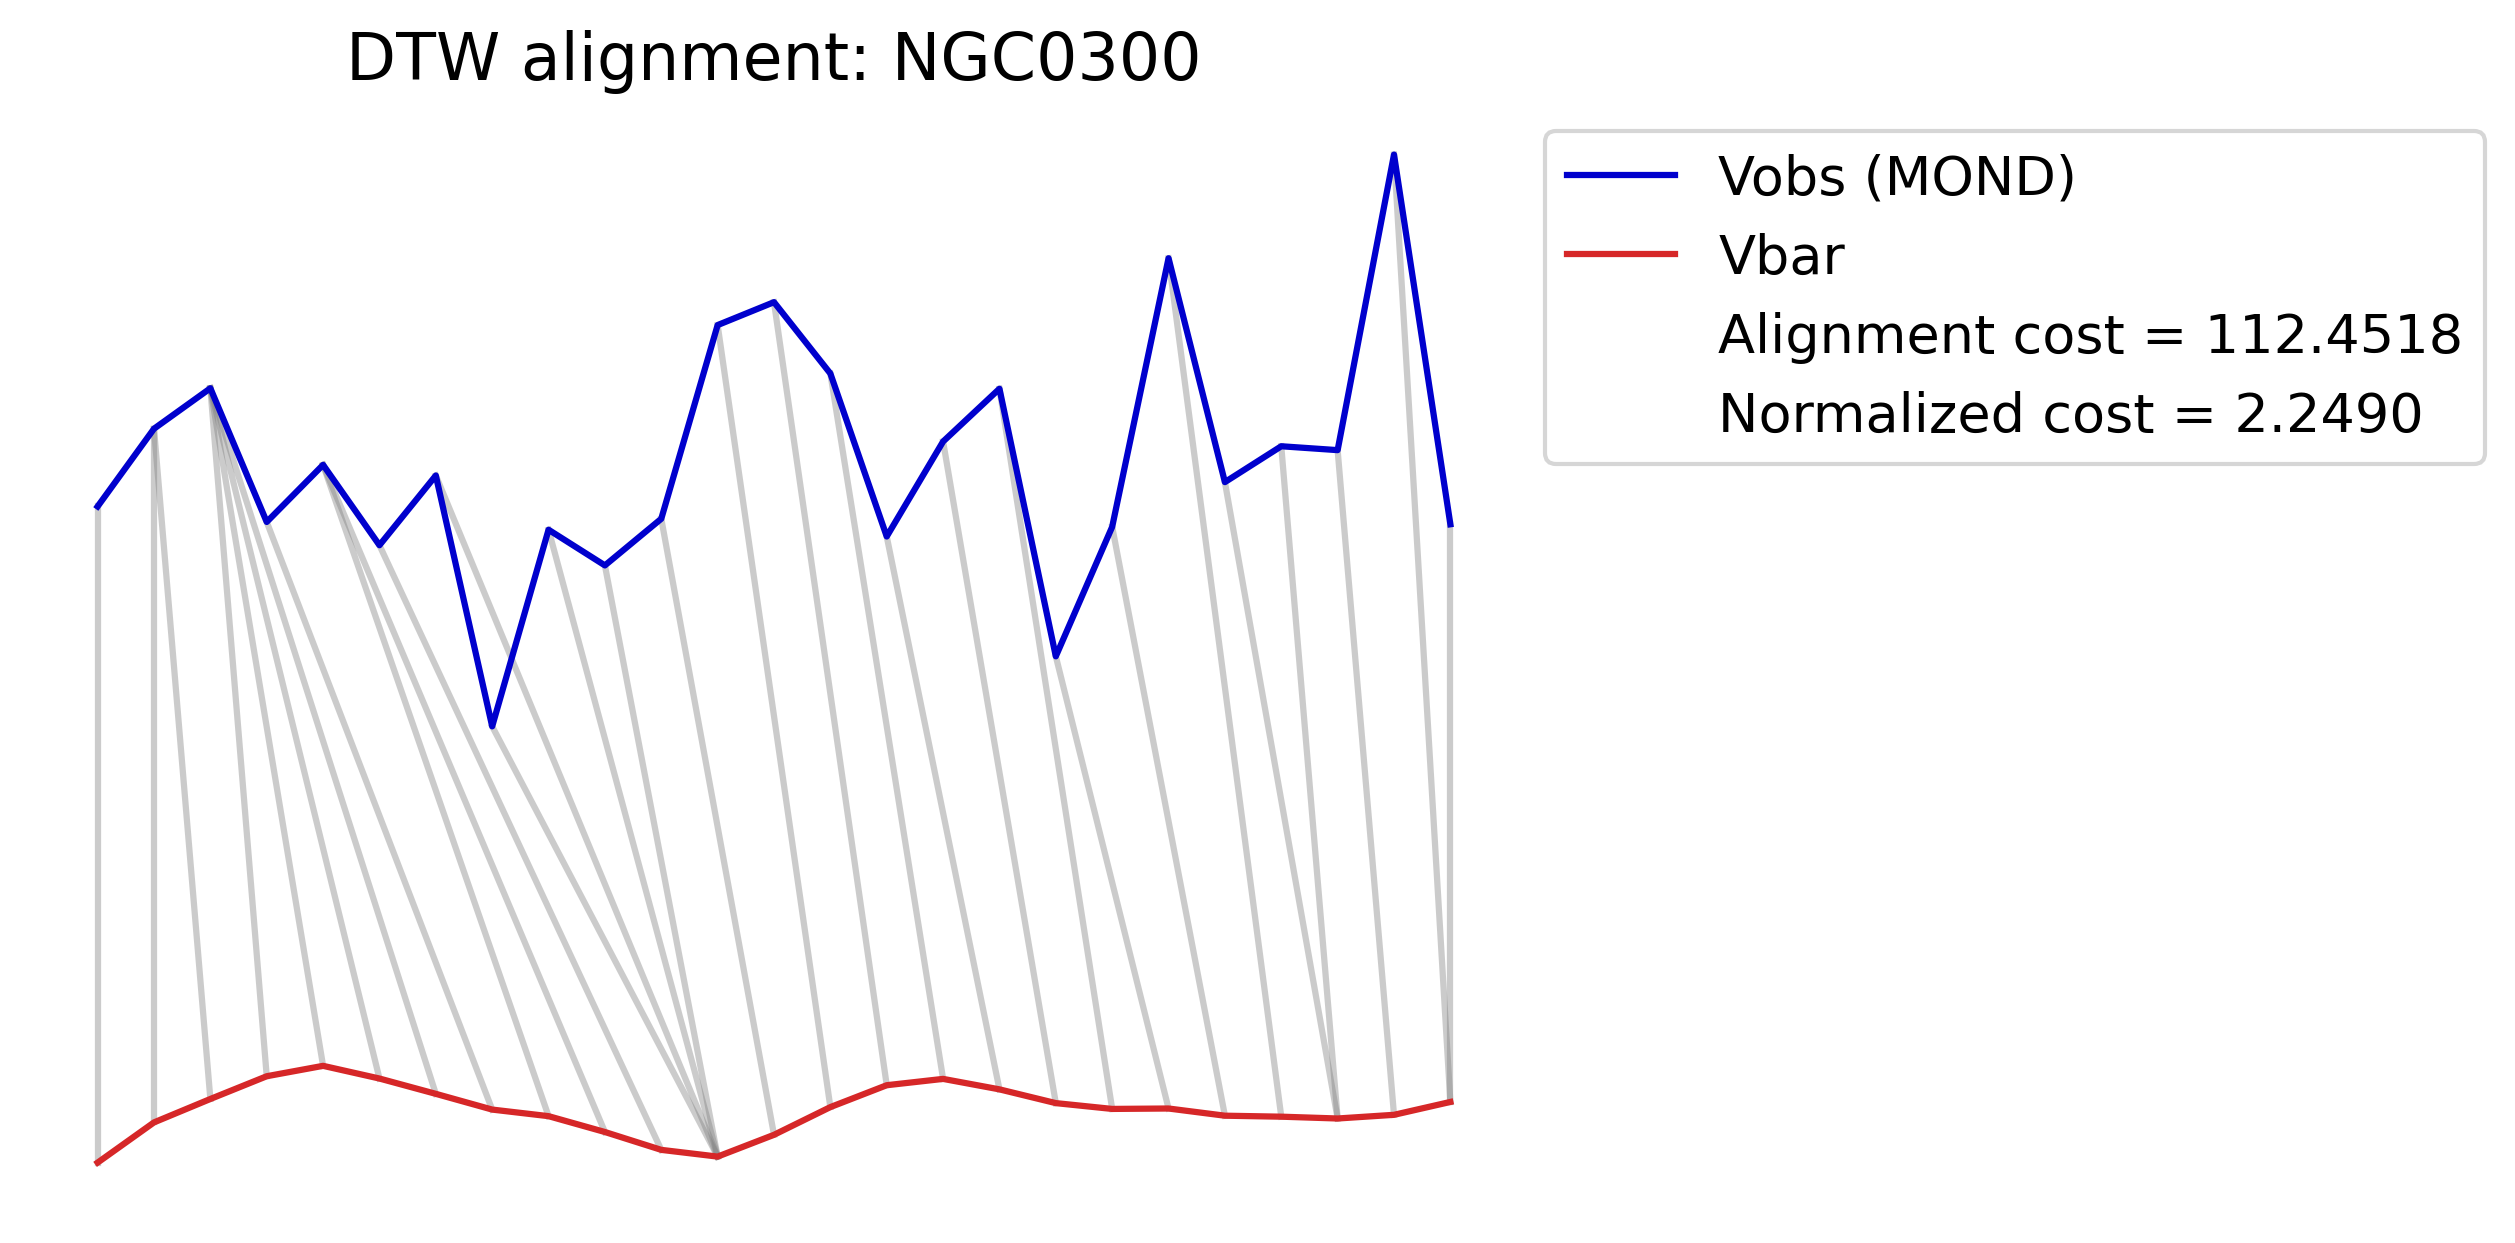 DTW alignment: NGC0300
Vobs (MOND)
Vbar
Alignment cost = 112.4518
Normalized cost = 2.2490